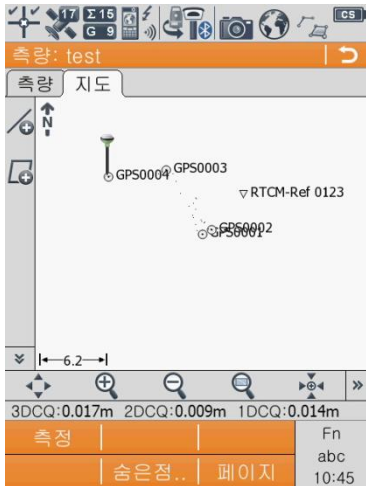 17 Σ15 CS
G 9
측량: test
측량 지도
N
GPS0003
GPS0004
RTCM-Ref 0123
GPS0002
GPS0001
6.2
3DCQ:0.017m 2DCQ:0.009m 1DCQ:0.014m
측정 Fn
abc
숨은정.. 페이지 10:45